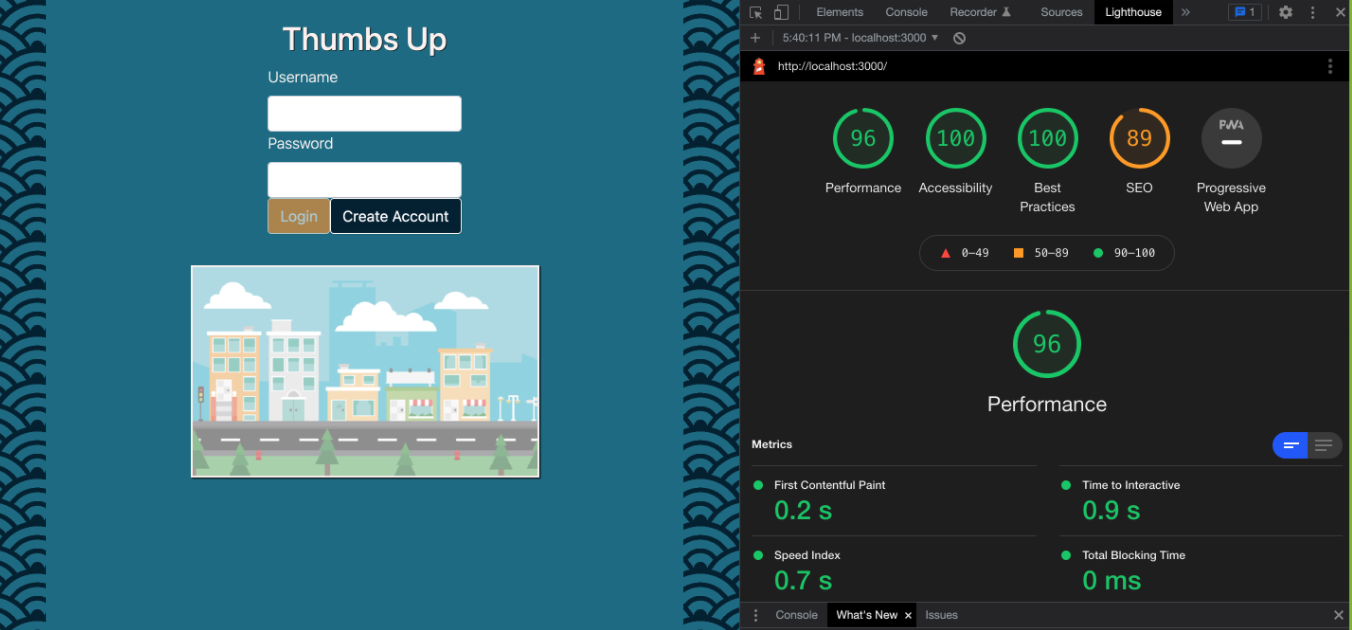 Thumbs Up
Username
Password
Login Create Account
Elements Console Recorder Sources Lighthouse » 1
5:40:11 PM - localhost:3000
http://localhost:3000/
96 100 100 89 PWA
Performance Accessibility Best Practices SEO Progressive Web App
0–49 50–89 90–100
96
Performance
Metrics
First Contentful Paint Time to Interactive
0.2 s 0.9 s
Speed Index Total Blocking Time
0.7 s 0 ms
Console What's New Issues